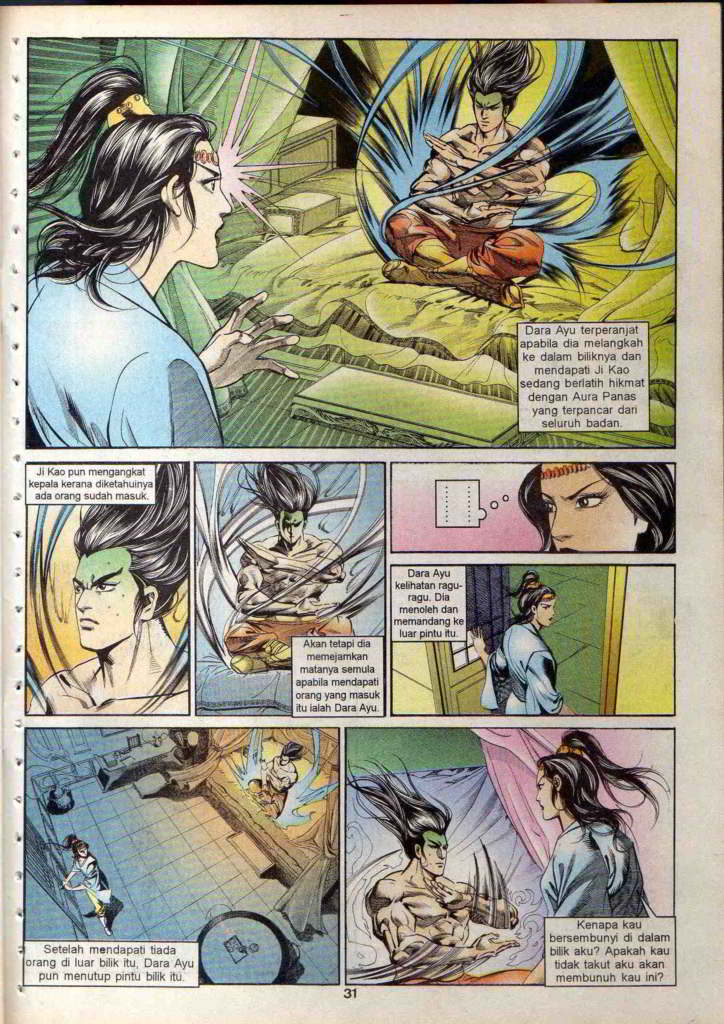 Dara Ayu terperanjat
apabila dia melangkah
ke dalam biliknya dan
mendapati Ji Kao
sedang berlatih hikmat
dengan Aura Panas
yang terpancar dari
seluruh badan.
Ji Kao pun mengangkat
kepala kerana diketahuinya
ada orang sudah masuk.
Akan tetapi dia
memejamkan
matanya semula
apabila mendapati
orang yang masuk
itu ialah Dara Ayu.
Dara Ayu
kelihatan ragu-
ragu. Dia
menoleh dan
memandang ke
luar pintu itu.
Setelah mendapati tiada
orang di luar bilik itu, Dara Ayu
pun menutup pintu bilik itu.
Kenapa kau
bersembunyi di dalam
bilik aku? Apakah kau
tidak takut aku akan
membunuh kau ini?
31